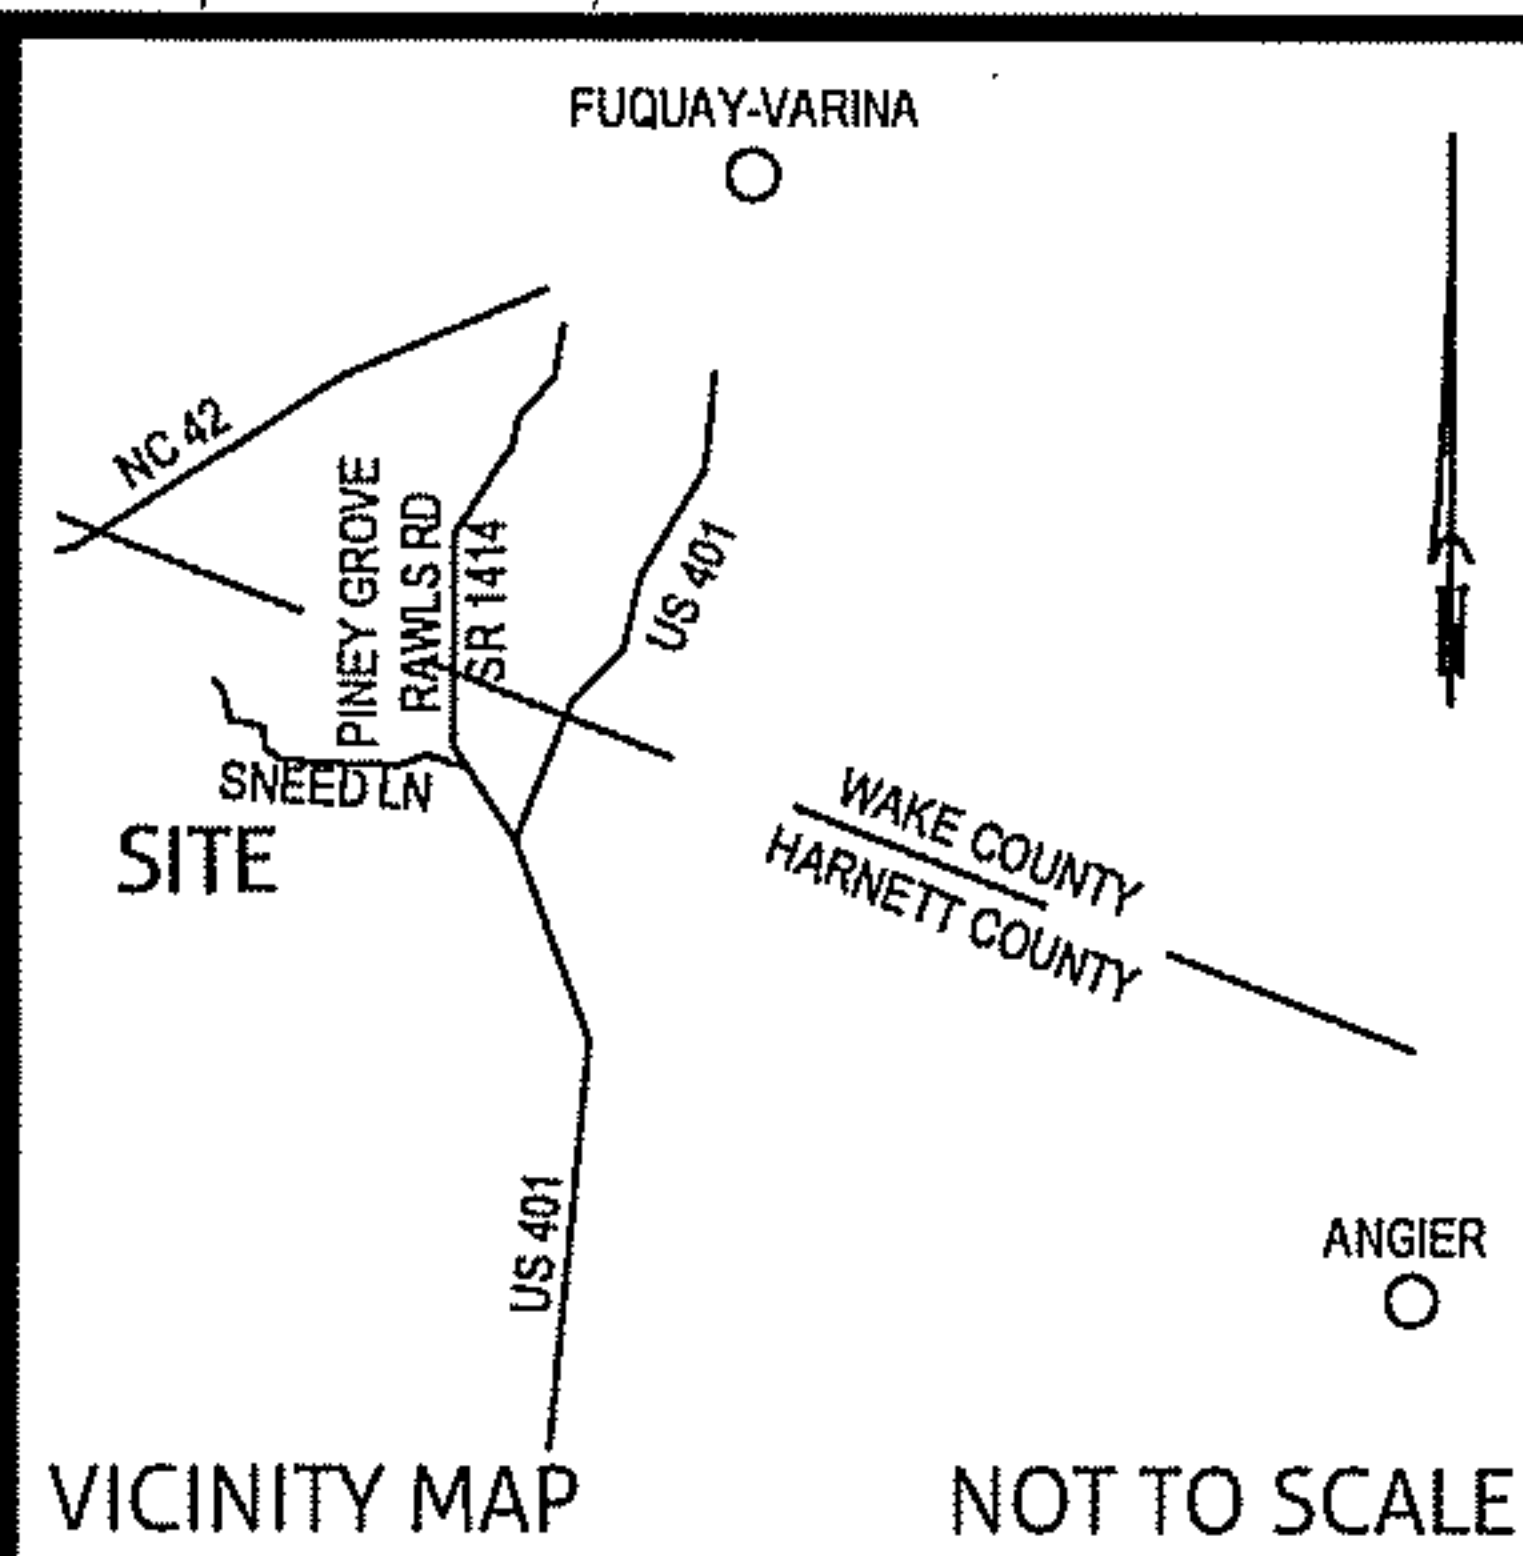 FUQUAY-VARINA
NC 42
PINEY GROVE
RAWLS RD
SR 1414
US 401
SNEED LN
SITE
WAKE COUNTY
HARNETT COUNTY
US 401
ANGIER
VICINITY MAP
NOT TO SCALE